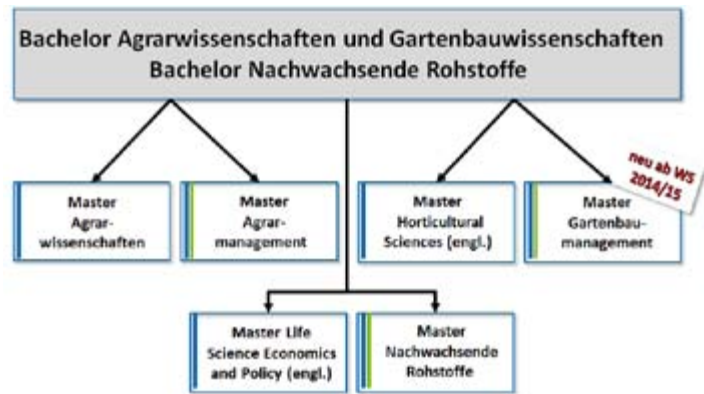 Bachelor Agrarwissenschaften und Gartenbauwissenschaften
Bachelor Nachwachsende Rohstoffe
neu ab WS
2014/15
Master
Agrar-
wissenschaften
Master
Agrar-
management
Master
Horticultural
Sciences (engl.)
Master
Gartenbau-
management
Master Life
Science Economics
and Policy (engl.)
Master
Nachwachsende
Rohstoffe